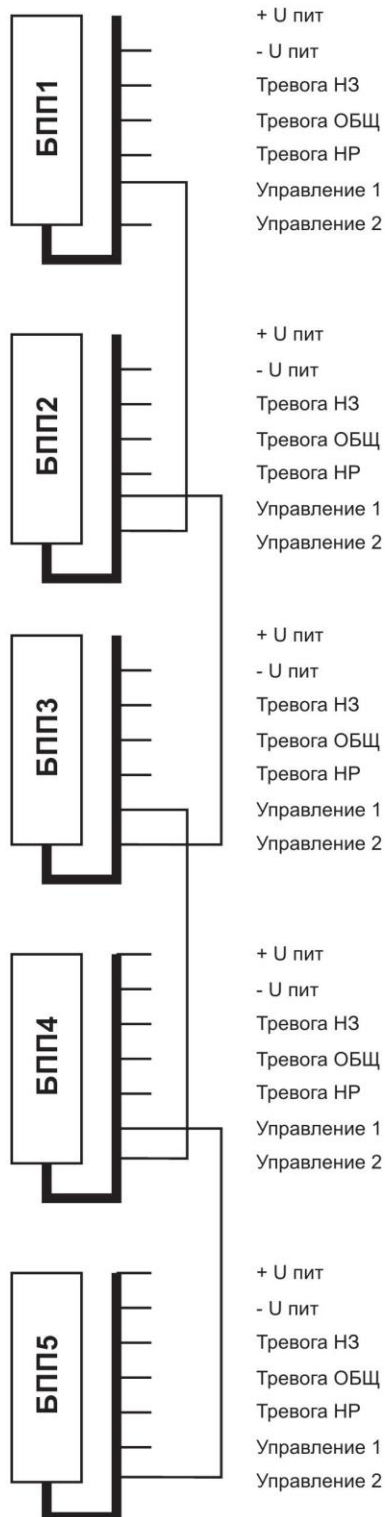 БПП1
+ U пит
- U пит
Тревога НЗ
Тревога ОБЩ
Тревога НР
Управление 1
Управление 2
БПП2
+ U пит
- U пит
Тревога НЗ
Тревога ОБЩ
Тревога НР
Управление 1
Управление 2
БПП3
+ U пит
- U пит
Тревога НЗ
Тревога ОБЩ
Тревога НР
Управление 1
Управление 2
БПП4
+ U пит
- U пит
Тревога НЗ
Тревога ОБЩ
Тревога НР
Управление 1
Управление 2
БПП5
+ U пит
- U пит
Тревога НЗ
Тревога ОБЩ
Тревога НР
Управление 1
Управление 2